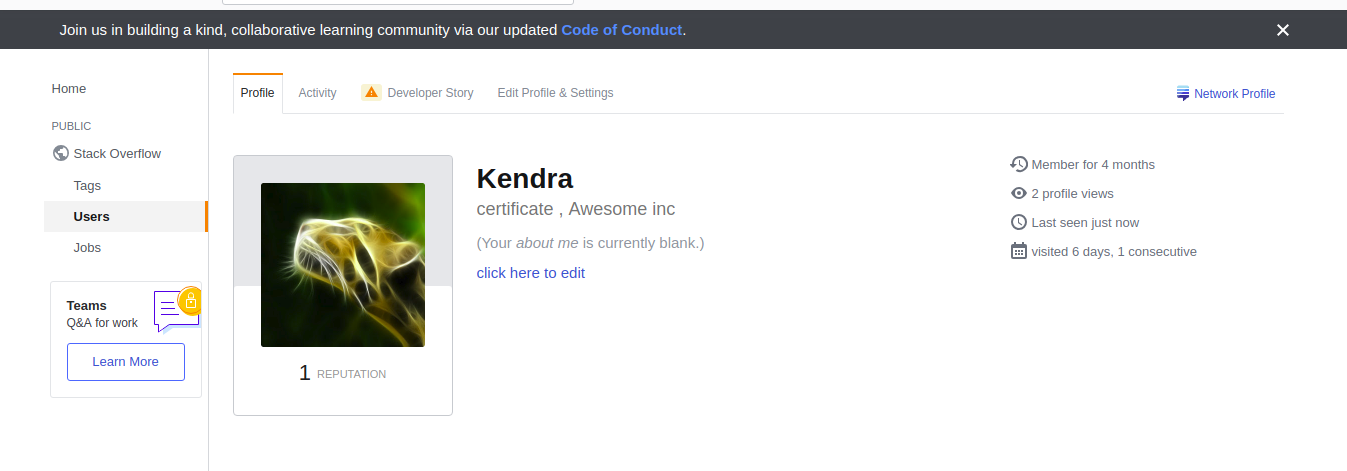 Join us in building a kind, collaborative learning community via our updated Code of Conduct.
Home
PUBLIC
Stack Overflow
Tags
Users
Jobs
Teams
Q&A for work
Learn More
Profile
Activity
Developer Story
Edit Profile & Settings
Network Profile
1 REPUTATION
Kendra
certificate , Awesome inc
(Your about me is currently blank.)
click here to edit
Member for 4 months
2 profile views
Last seen just now
visited 6 days, 1 consecutive